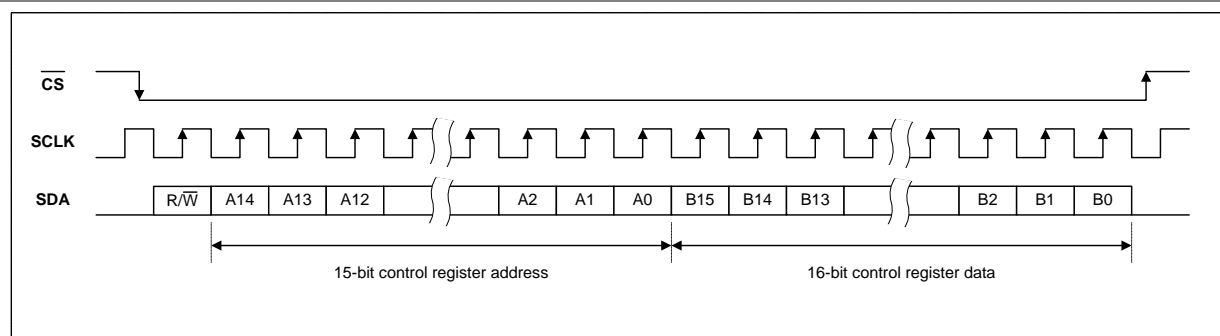 CS
SCLK
SDA R/W A14 A13 A12 A2 A1 A0 B15 B14 B13 B2 B1 B0
15-bit control register address 16-bit control register data